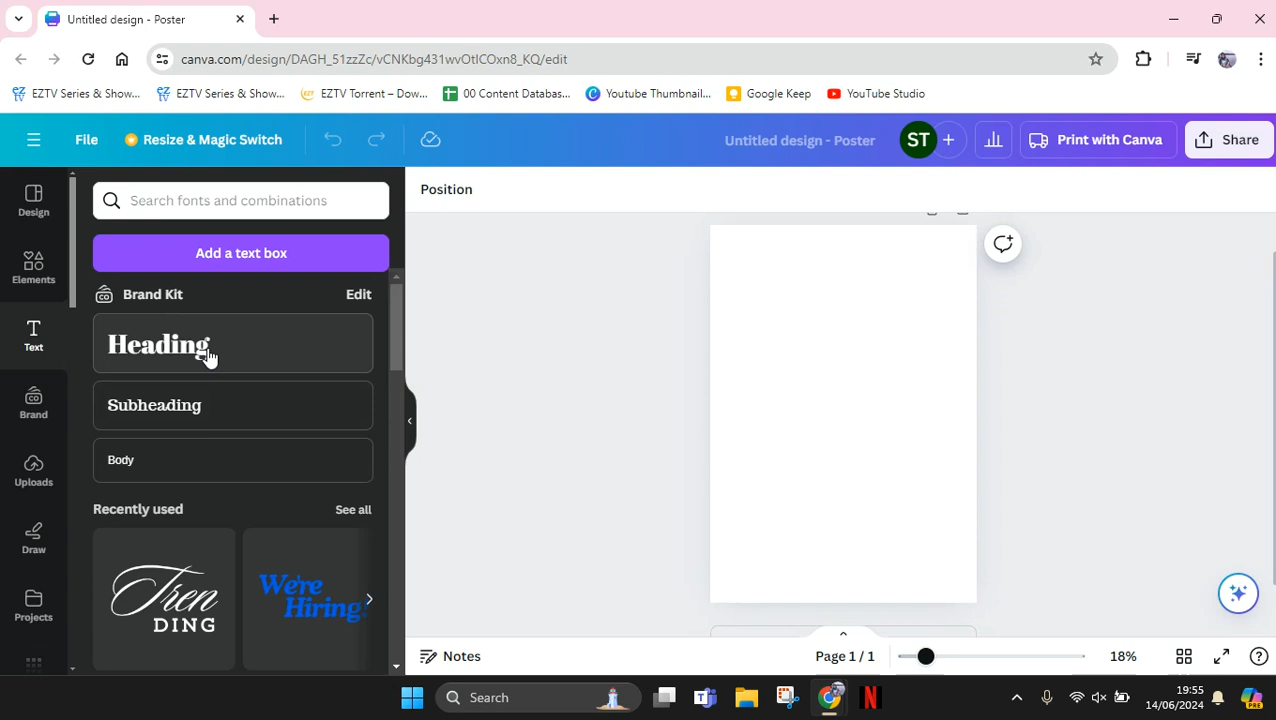 Untitled design - Poster
canva.com/design/DAGH_51zzZc/vCNKbg431wvOtlCOxn8_KQ/edit
EZTV Series & Show...
EZTV Series & Show...
EZTV Torrent – Dow...
00 Content Databas...
Youtube Thumbnail...
Google Keep
YouTube Studio
File
Resize & Magic Switch
Untitled design - Poster
ST
Print with Canva
Share
Design
Elements
Text
Brand
Uploads
Draw
Projects
Search fonts and combinations
Add a text box
Brand Kit
Edit
Heading
Subheading
Body
Recently used
See all
Tren
DING
We're
Hiring!
Position
Notes
Page 1 / 1
18%
Search
19:55
14/06/2024
PRE